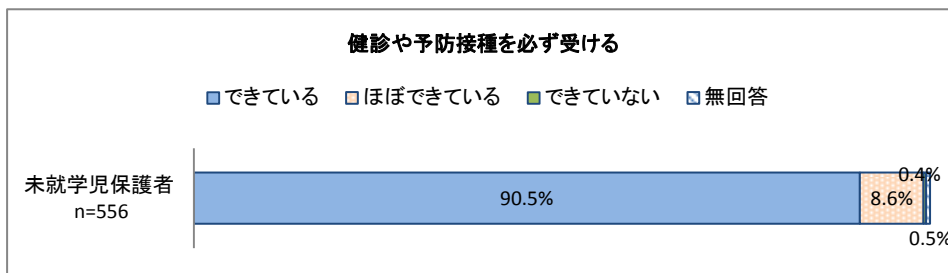 健診や予防接種を必ず受ける
できている ほぼできている できていない 無回答
未就学児保護者
n=556
90.5%
8.6%
0.4%
0.5%